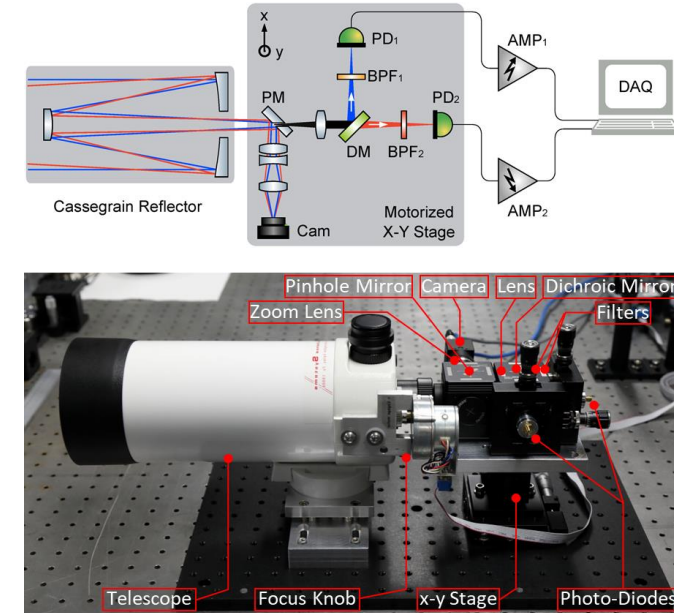 x
y
PD1
AMP1
BPF1
PM
PD2
DAQ
DM
BPF2
Cassegrain Reflector
Cam
Motorized
X-Y Stage
AMP2
Pinhole Mirror
Camera
Lens
Dichroic Mirror
Zoom Lens
Filters
Telescope
Focus Knob
x-y Stage
Photo-Diodes